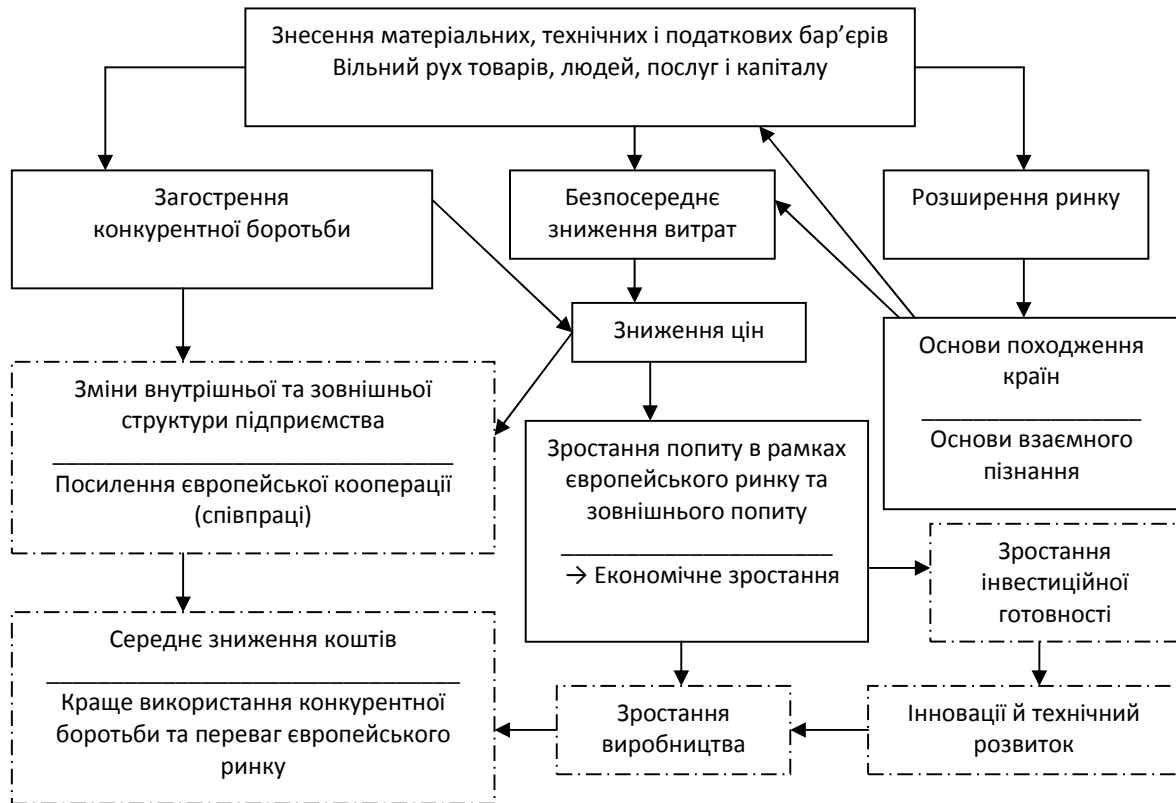 Знесення матеріальних, технічних і податкових бар’єрів
Вільний рух товарів, людей, послуг і капіталу
Загострення
конкурентної боротьби
Безпосереднє
зниження витрат
Розширення ринку
Зниження цін
Основи походження
країн
Основи взаємного
пізнання
Зміни внутрішньої та зовнішньої
структури підприємства
Посилення європейської кооперації
(співпраці)
Зростання попиту в рамках
європейського ринку та
зовнішнього попиту
→ Економічне зростання
Зростання
інвестиційної
готовності
Середнє зниження коштів
Краще використання конкурентної
боротьби та переваг європейського
ринку
Зростання
виробництва
Інновації й технічний
розвиток